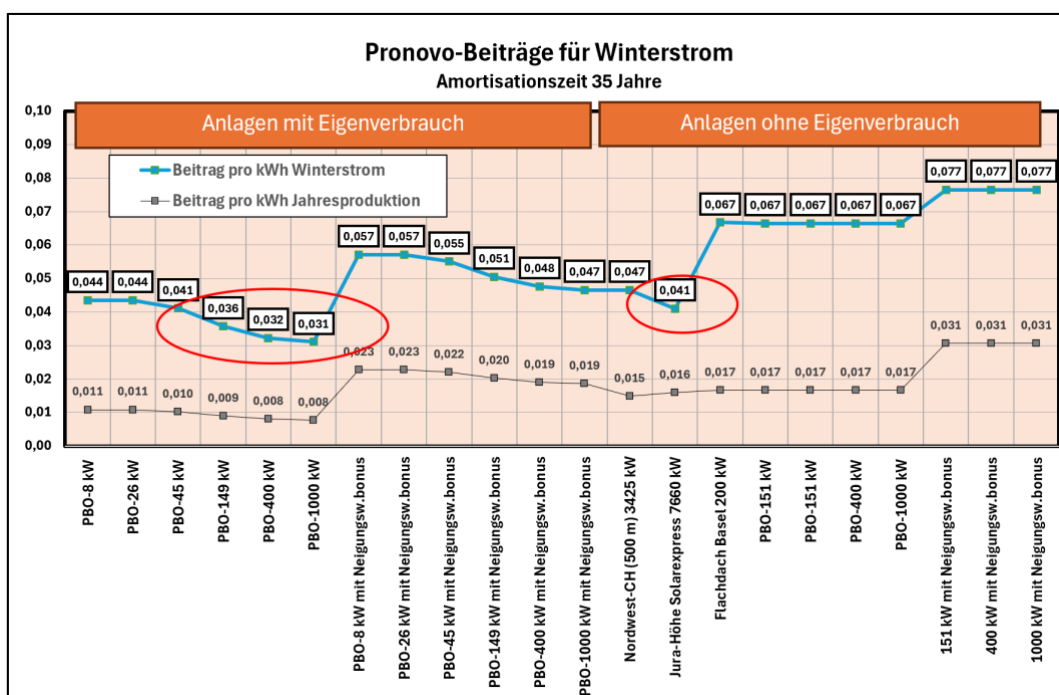 Pronovo-Beiträge für Winterstrom
Amortisationszeit 35 Jahre
Anlagen mit Eigenverbrauch
Anlagen ohne Eigenverbrauch
0,10
0,09
0,08
0,07
0,06
0,05
0,04
0,03
0,02
0,01
0,00
Beitrag pro kWh Winterstrom
Beitrag pro kWh Jahresproduktion
0,044
0,044
0,041
0,036
0,032
0,031
0,057
0,057
0,055
0,051
0,048
0,047
0,047
0,041
0,067
0,067
0,067
0,067
0,067
0,077
0,077
0,077
0,011
0,011
0,010
0,009
0,008
0,008
0,023
0,023
0,022
0,020
0,019
0,019
0,015
0,016
0,017
0,017
0,017
0,017
0,017
0,031
0,031
0,031
PBO-8 kW
PBO-26 kW
PBO-45 kW
PBO-149 kW
PBO-400 kW
PBO-1000 kW
PBO-8 kW mit Neigungsw.bonus
PBO-26 kW mit Neigungsw.bonus
PBO-45 kW mit Neigungsw.bonus
PBO-149 kW mit Neigungsw.bonus
PBO-400 kW mit Neigungsw.bonus
PBO-1000 kW mit Neigungsw.bonus
Nordwest-CH (500 m) 3425 kW
Jura-Höhe Solarexpress 7660 kW
Flachdach Basel 200 kW
PBO-151 kW
PBO-151 kW
PBO-400 kW
PBO-1000 kW
151 kW mit Neigungsw.bonus
400 kW mit Neigungsw.bonus
1000 kW mit Neigungsw.bonus